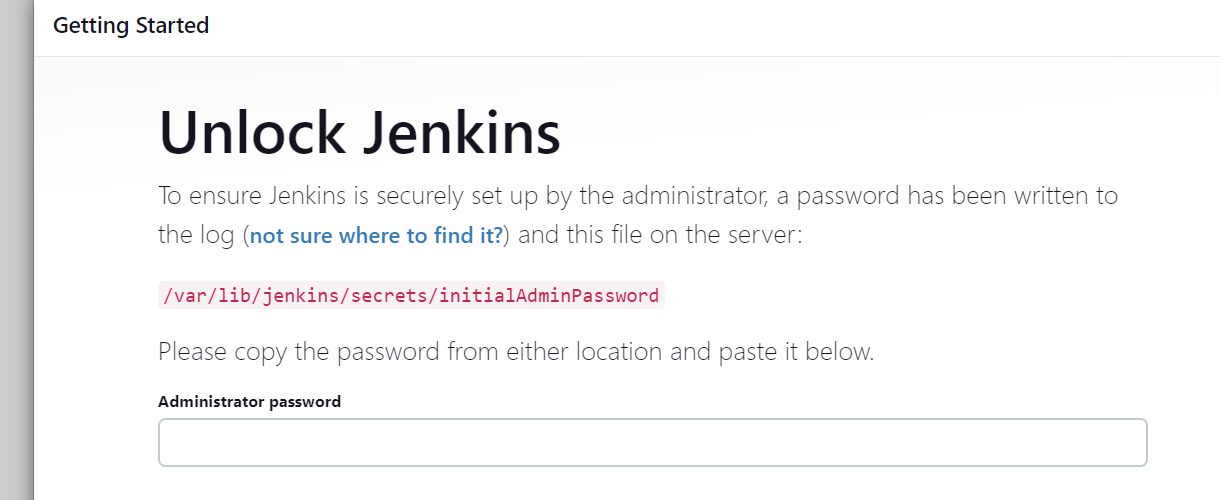 Getting Started
Unlock Jenkins
To ensure Jenkins is securely set up by the administrator, a password has been written to
the log (not sure where to find it?) and this file on the server:
/var/lib/jenkins/secrets/initialAdminPassword
Please copy the password from either location and paste it below.
Administrator password